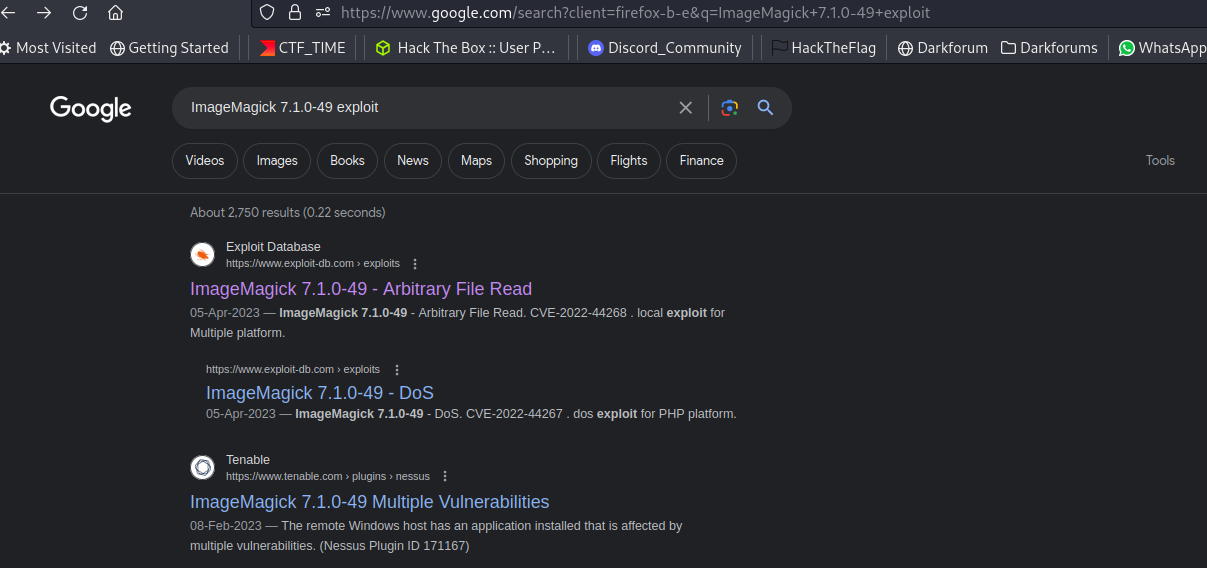 https://www.google.com/search?client=firefox-b-e&q=ImageMagick+7.1.0-49+exploit
Most Visited Getting Started CTF_TIME Hack The Box :: User P… Discord_Community HackTheFlag Darkforum Darkforums WhatsApp
Google
ImageMagick 7.1.0-49 exploit
Videos Images Books News Maps Shopping Flights Finance Tools
About 2,750 results (0.22 seconds)
Exploit Database
https://www.exploit-db.com › exploits
ImageMagick 7.1.0-49 - Arbitrary File Read
05-Apr-2023 — ImageMagick 7.1.0-49 - Arbitrary File Read. CVE-2022-44268 . local exploit for
Multiple platform.
https://www.exploit-db.com › exploits
ImageMagick 7.1.0-49 - DoS
05-Apr-2023 — ImageMagick 7.1.0-49 - DoS. CVE-2022-44267 . dos exploit for PHP platform.
Tenable
https://www.tenable.com › plugins › nessus
ImageMagick 7.1.0-49 Multiple Vulnerabilities
08-Feb-2023 — The remote Windows host has an application installed that is affected by
multiple vulnerabilities. (Nessus Plugin ID 171167)